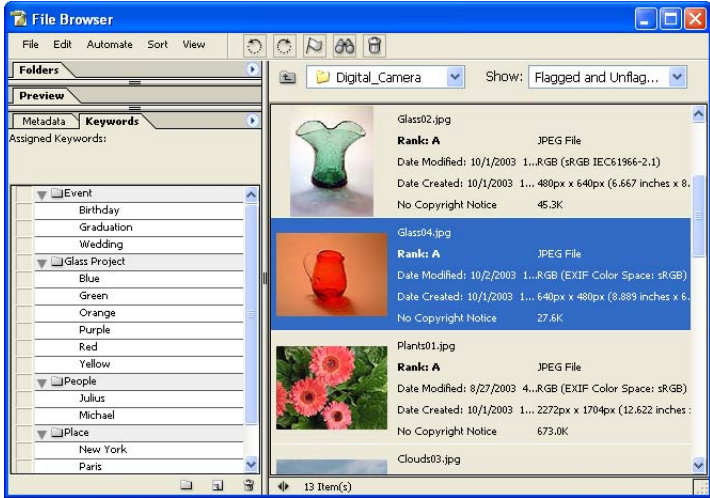 File Browser
File Edit Automate Sort View
Folders
Preview
Metadata Keywords
Assigned Keywords:
Event
Birthday
Graduation
Wedding
Glass Project
Blue
Green
Orange
Purple
Red
Yellow
People
Julius
Michael
Place
New York
Paris
Digital_Camera Show: Flagged and Unflag...
Glass02.jpg
Rank: A JPEG File
Date Modified: 10/1/2003 1...RGB (sRGB IEC61966-2.1)
Date Created: 10/1/2003 1... 480px x 640px (6.667 inches x 8.
No Copyright Notice 45.3K
Glass04.jpg
Rank: A JPEG File
Date Modified: 10/2/2003 1...RGB (EXIF Color Space: sRGB)
Date Created: 10/1/2003 1... 640px x 480px (8.889 inches x 6.
No Copyright Notice 27.6K
Plants01.jpg
Rank: A JPEG File
Date Modified: 8/27/2003 4...RGB (EXIF Color Space: sRGB)
Date Created: 10/1/2003 1... 2272px x 1704px (12.622 inches :
No Copyright Notice 673.0K
Clouds03.jpg
13 Item(s)